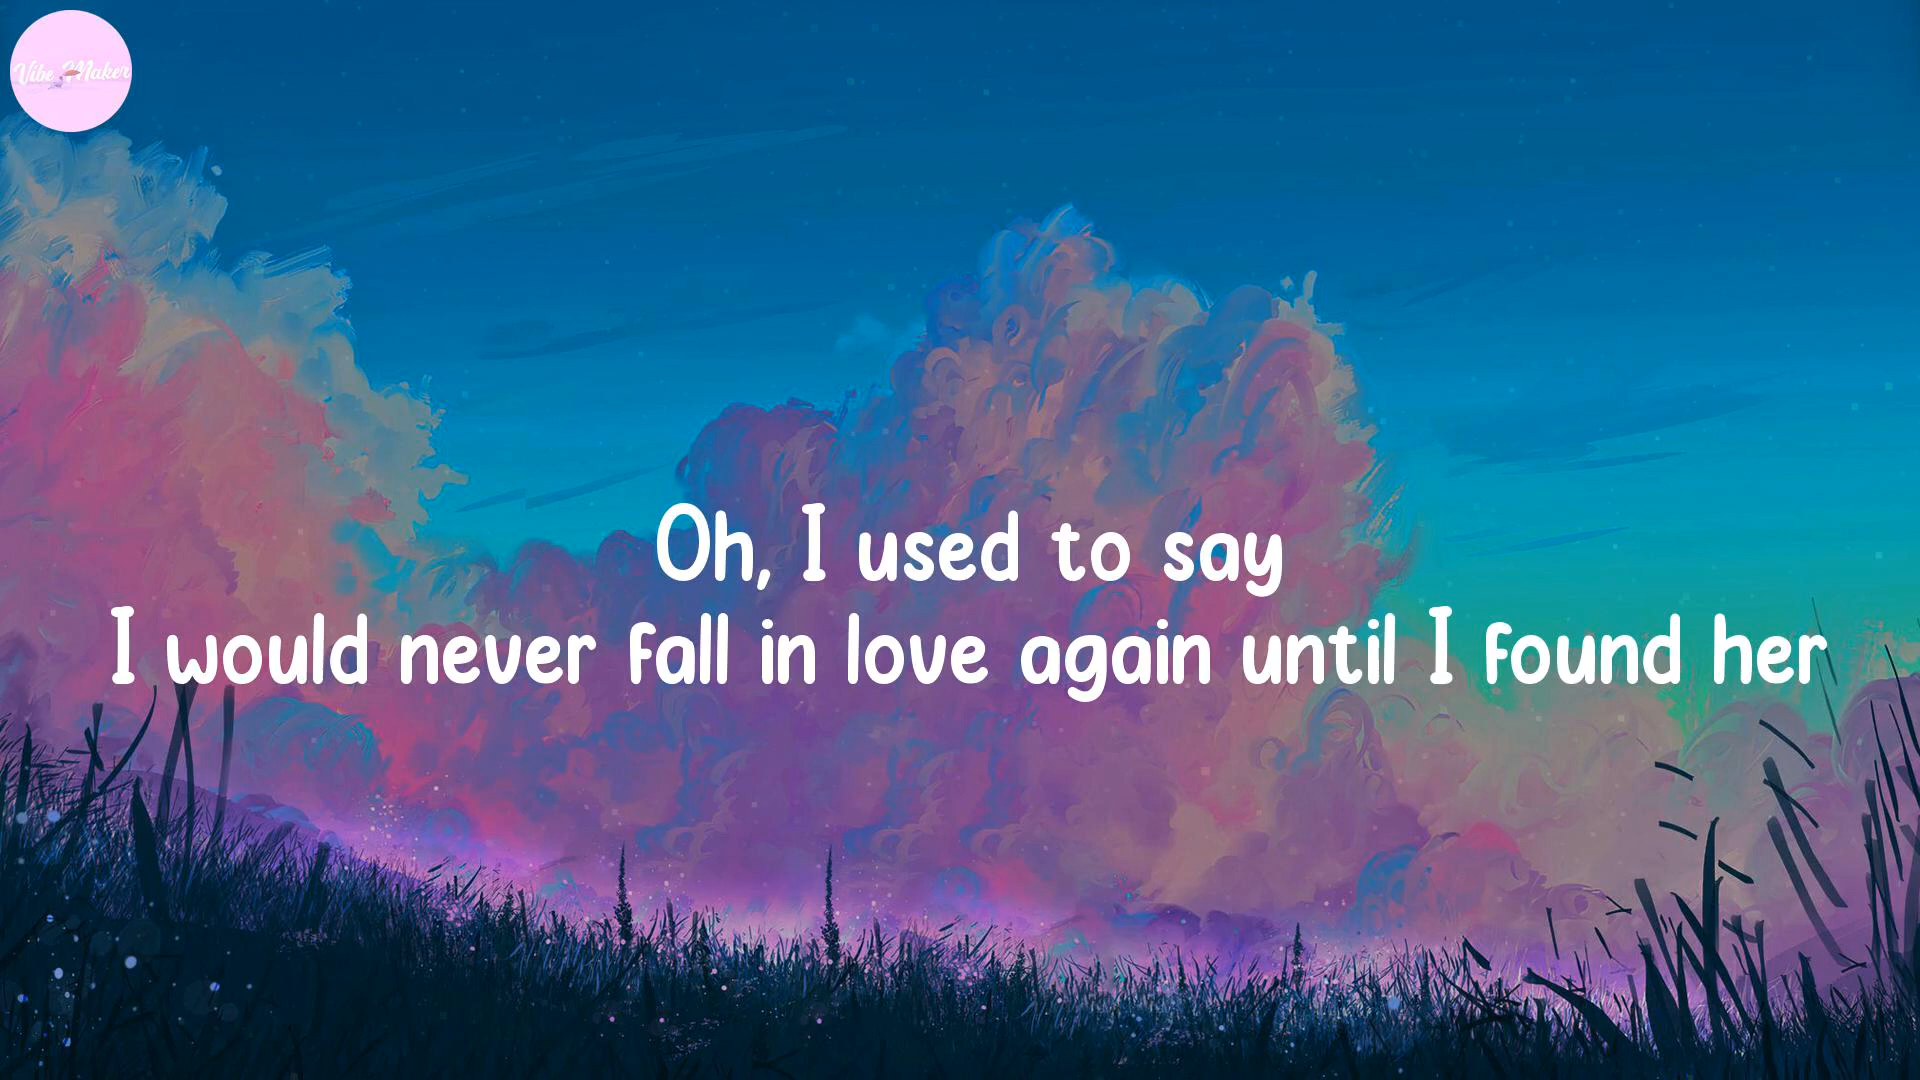 Vibe Maker
Oh, I used to say
I would never fall in love again until I found her